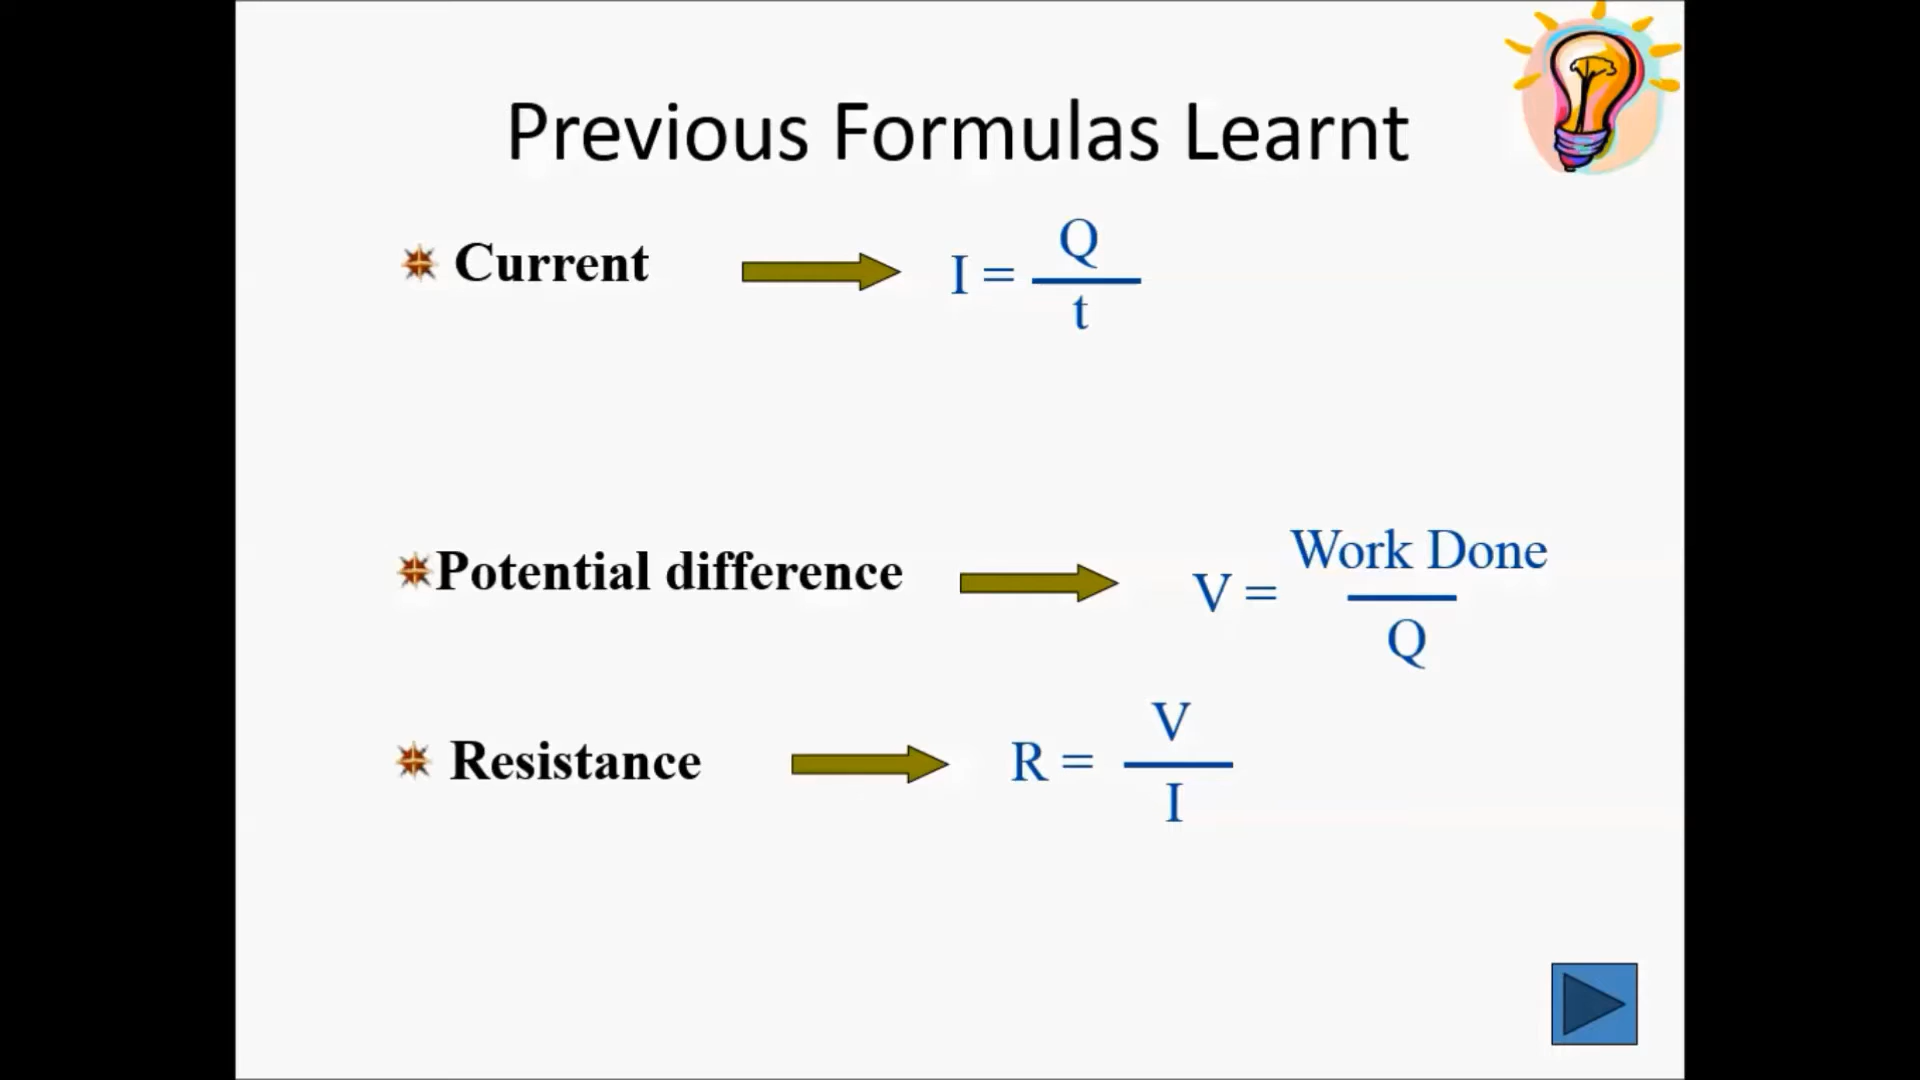 Previous Formulas Learnt
Current
I = Q
t
Potential difference
V = Work Done
Q
Resistance
R = V
I